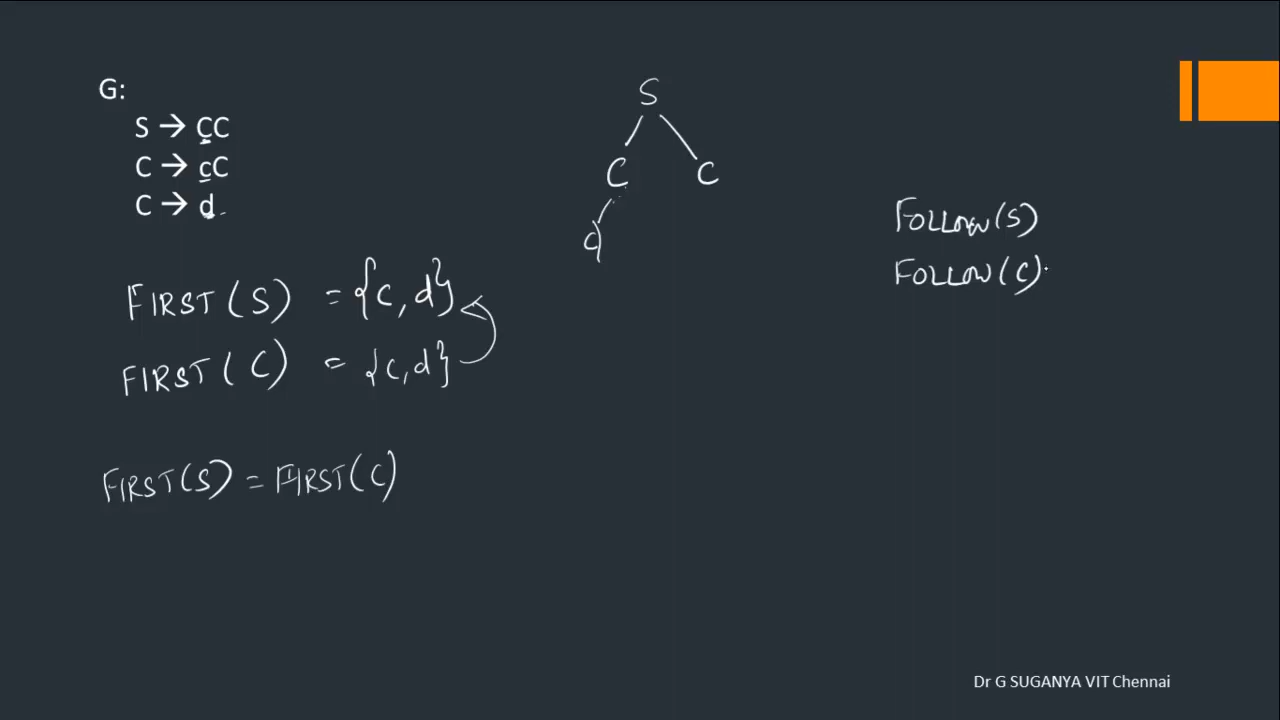 G:
S → CC
C → cC
C → d
FIRST(S) = {c, d}
FIRST(C) = {c, d}
FIRST(S) = FIRST(C)
S
C C
d
FOLLOW(S)
FOLLOW(C)
Dr G SUGANYA VIT Chennai